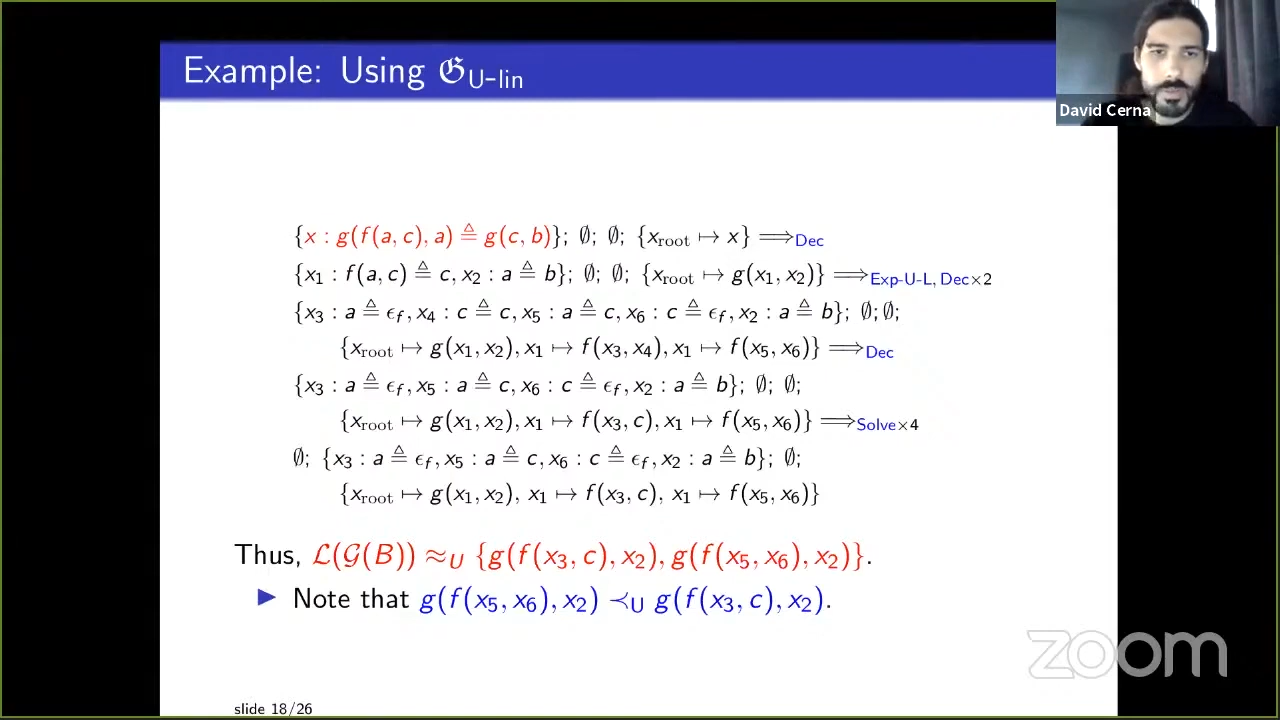 Example: Using 𝔊U-lin
David Cerna
{x : g(f(a, c), a) ≜ g(c, b)}; ∅; ∅; {xroot ↦ x} ⟹Dec
{x1 : f(a, c) ≜ c, x2 : a ≜ b}; ∅; ∅; {xroot ↦ g(x1, x2)} ⟹Exp-U-L, Dec×2
{x3 : a ≜ ϵf, x4 : c ≜ c, x5 : a ≜ c, x6 : c ≜ ϵf, x2 : a ≜ b}; ∅;∅;
{xroot ↦ g(x1, x2), x1 ↦ f(x3, x4), x1 ↦ f(x5, x6)} ⟹Dec
{x3 : a ≜ ϵf, x5 : a ≜ c, x6 : c ≜ ϵf, x2 : a ≜ b}; ∅; ∅;
{xroot ↦ g(x1, x2), x1 ↦ f(x3, c), x1 ↦ f(x5, x6)} ⟹Solve×4
∅; {x3 : a ≜ ϵf, x5 : a ≜ c, x6 : c ≜ ϵf, x2 : a ≜ b}; ∅;
{xroot ↦ g(x1, x2), x1 ↦ f(x3, c), x1 ↦ f(x5, x6)}
Thus, ℒ(𝒢(B)) ≈U {g(f(x3, c), x2), g(f(x5, x6), x2)}.
Note that g(f(x5, x6), x2) ≺U g(f(x3, c), x2).
zoom
slide 18/26